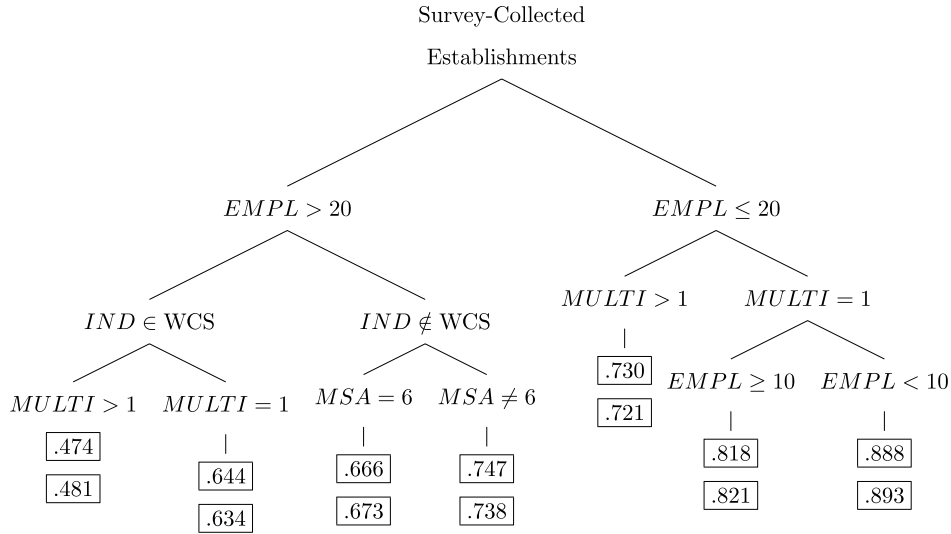 Survey-Collected
Establishments
EMPL > 20
EMPL ≤ 20
IND ∈ WCS
IND ∉ WCS
MULTI > 1
MULTI = 1
.730
.721
MULTI > 1
MULTI = 1
MSA = 6
MSA ≠ 6
EMPL ≥ 10
EMPL < 10
.474
.481
.644
.634
.666
.673
.747
.738
.818
.821
.888
.893